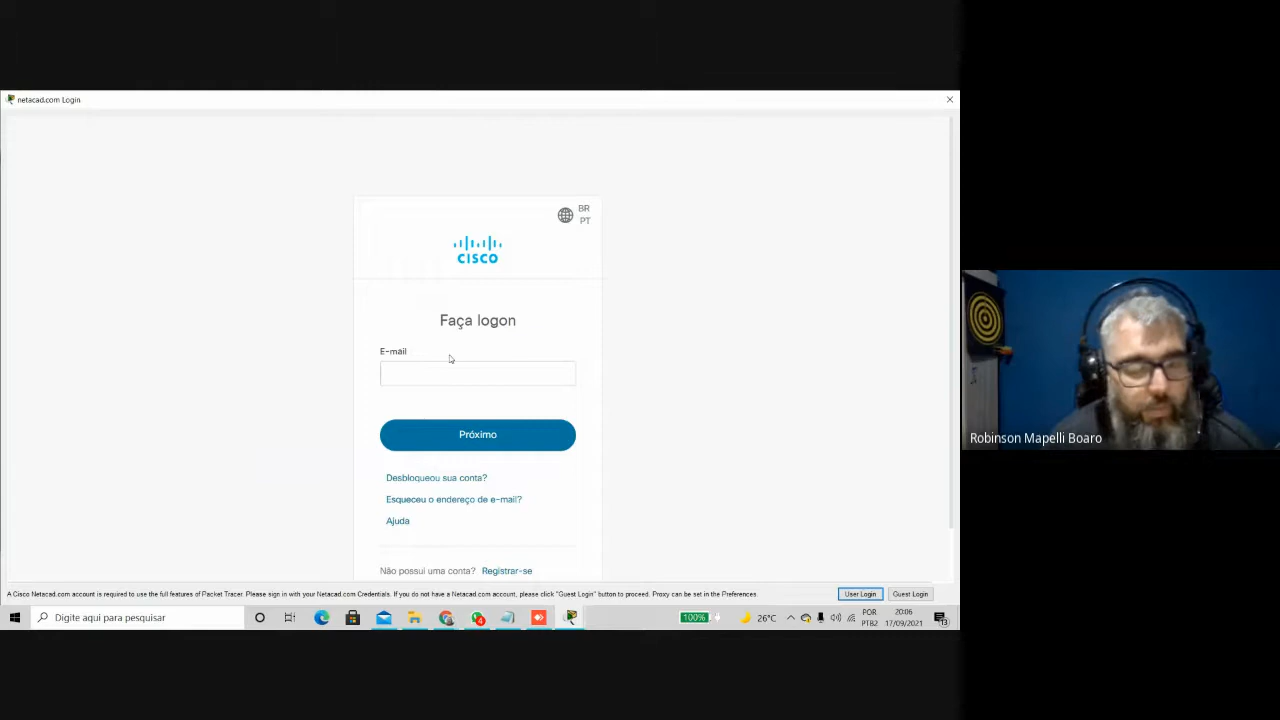 netacad.com Login
BR
PT
CISCO
Faça logon
E-mail
Próximo
Desbloqueou sua conta?
Esqueceu o endereço de e-mail?
Ajuda
Não possui uma conta? Registrar-se
A Cisco Netacad.com account is required to use the full features of Packet Tracer. Please sign in with your Netacad.com Credentials. If you do not have a Netacad.com account, please click "Guest Login" button to proceed. Proxy can be set in the Preferences.
User Login
Guest Login
Digite aqui para pesquisar
4
100%
26°C
POR
PTB2
20:06
17/09/2021
13
Robinson Mapelli Boaro